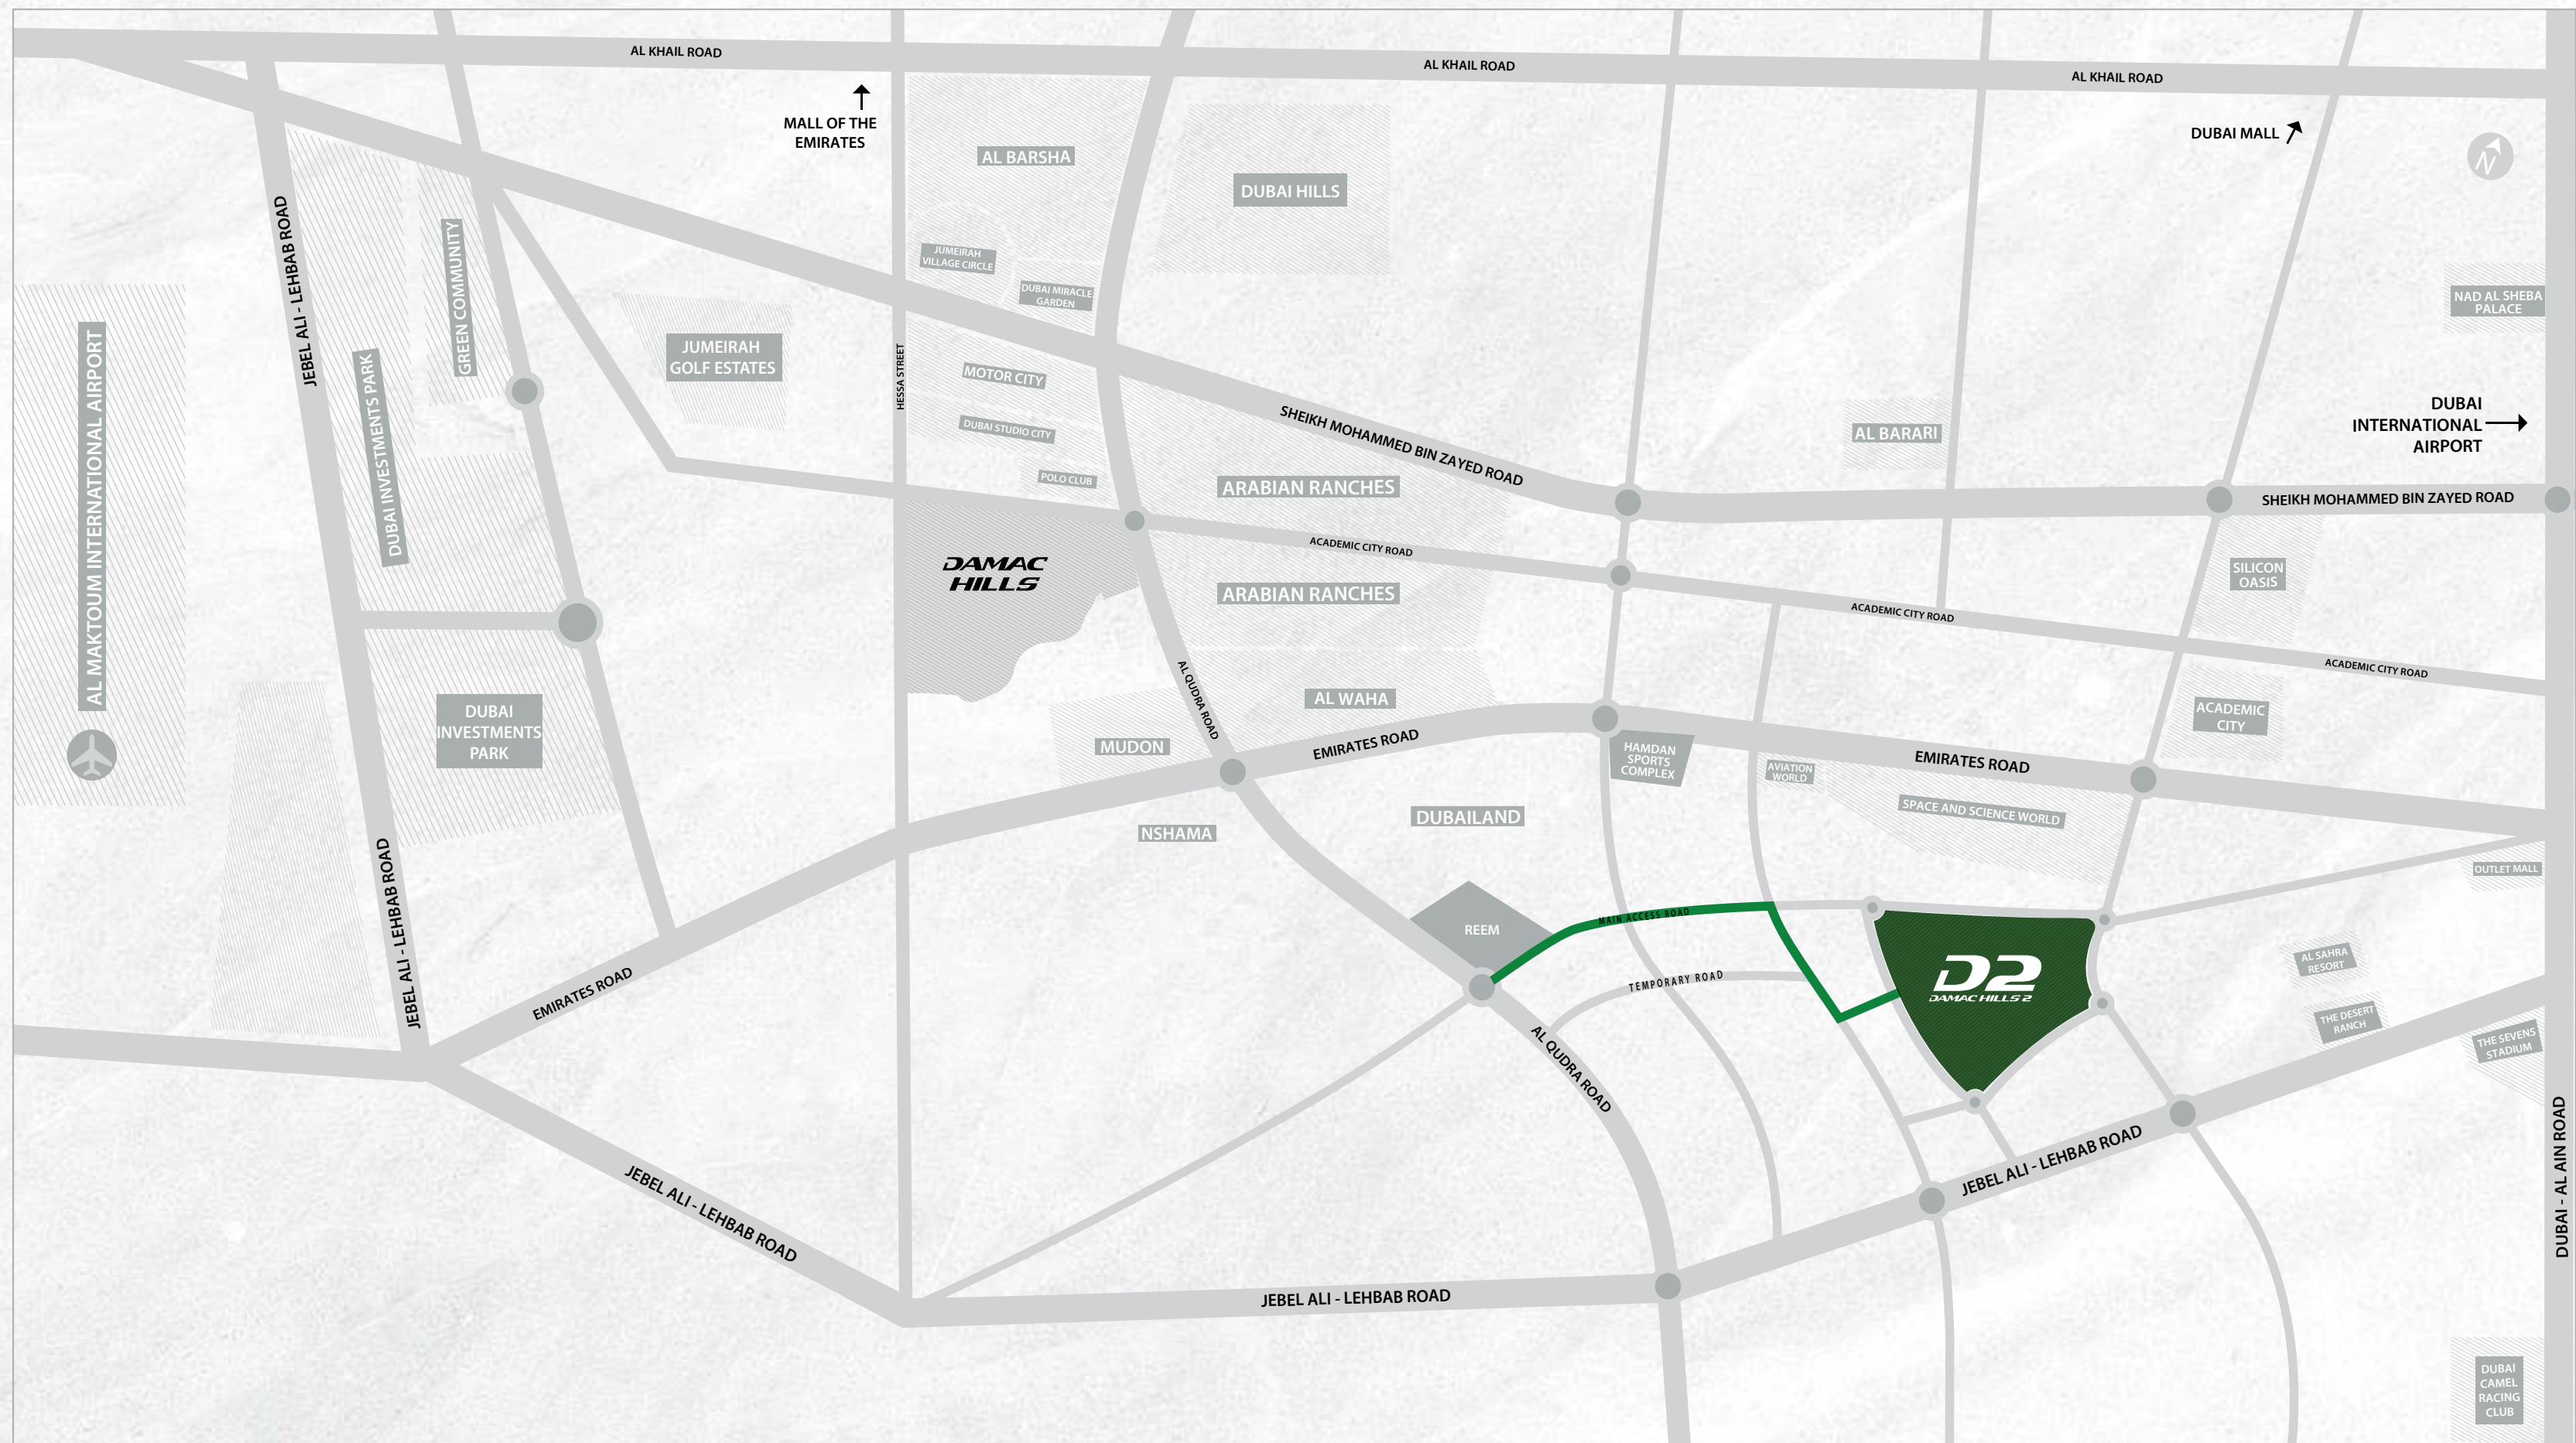 AL KHAIL ROAD
AL KHAIL ROAD
AL KHAIL ROAD
MALL OF THE
EMIRATES
DUBAI MALL
N
AL BARSHA
DUBAI HILLS
JEBEL ALI - LEHBAB ROAD
GREEN COMMUNITY
JUMEIRAH
VILLAGE CIRCLE
DUBAI MIRACLE
GARDEN
NAD AL SHEBA
PALACE
AL MAKTOUM INTERNATIONAL AIRPORT
DUBAI INVESTMENTS PARK
JUMEIRAH
GOLF ESTATES
HESSA STREET
MOTOR CITY
DUBAI STUDIO CITY
POLO CLUB
SHEIKH MOHAMMED BIN ZAYED ROAD
AL BARARI
DUBAI
INTERNATIONAL
AIRPORT
ARABIAN RANCHES
SHEIKH MOHAMMED BIN ZAYED ROAD
ACADEMIC CITY ROAD
DAMAC
HILLS
ARABIAN RANCHES
SILICON
OASIS
ACADEMIC CITY ROAD
ACADEMIC CITY ROAD
AL QUDRA ROAD
AL WAHA
DUBAI
INVESTMENTS
PARK
MUDON
EMIRATES ROAD
ACADEMIC
CITY
HAMDAN
SPORTS
COMPLEX
AVIATION
WORLD
EMIRATES ROAD
SPACE AND SCIENCE WORLD
NSHAMA
DUBAILAND
OUTLET MALL
JEBEL ALI - LEHBAB ROAD
REEM
MAIN ACCESS ROAD
TEMPORARY ROAD
D2
DAMAC HILLS 2
AL SAHRA
RESORT
THE DESERT
RANCH
THE SEVENS
STADIUM
EMIRATES ROAD
AL QUDRA ROAD
JEBEL ALI - LEHBAB ROAD
JEBEL ALI - LEHBAB ROAD
JEBEL ALI - LEHBAB ROAD
DUBAI - AL AIN ROAD
DUBAI
CAMEL
RACING
CLUB